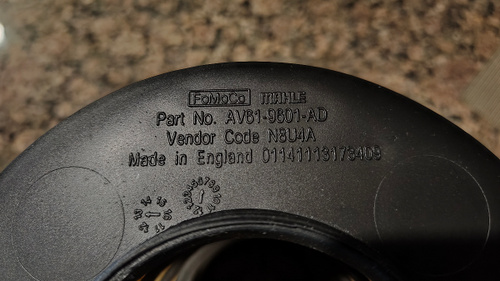 FoMoCo MAHLE
Part No. AV61-9601-AD
Vendor Code N8U4A
Made in England 01141113173409